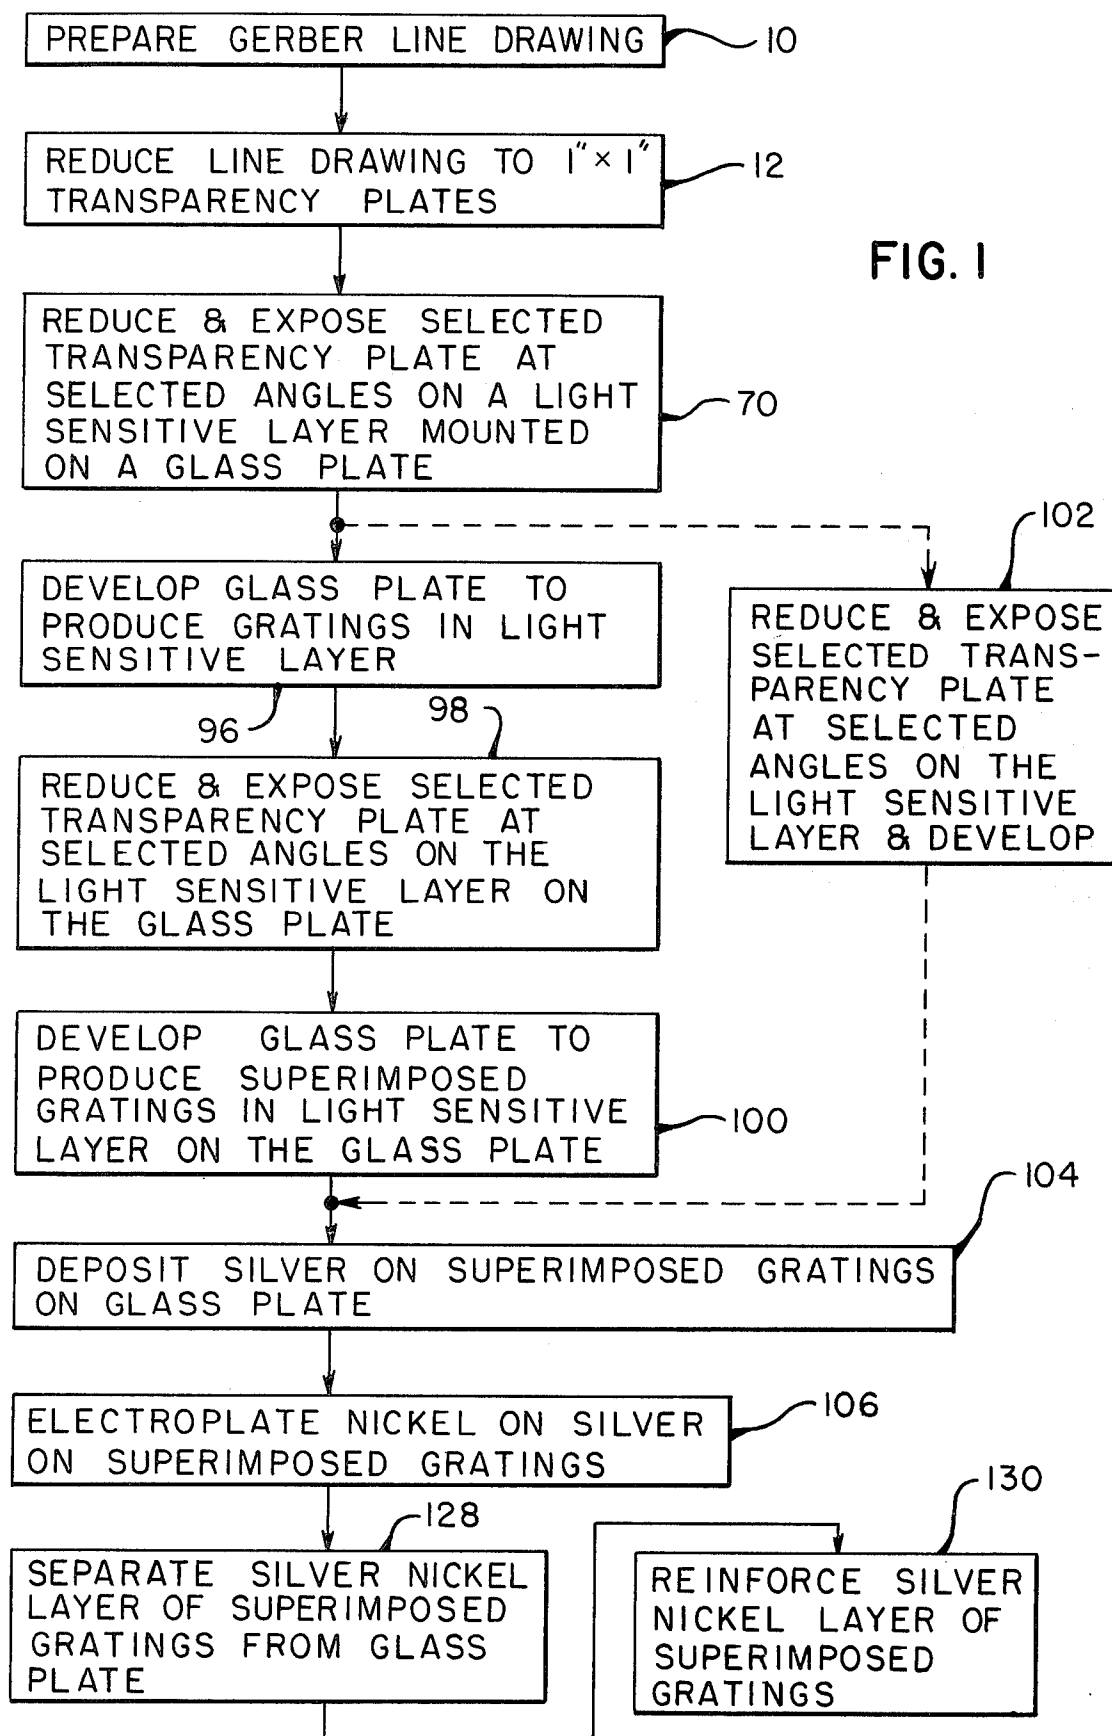 PREPARE GERBER LINE DRAWING
10
REDUCE LINE DRAWING TO 1" × 1"
TRANSPARENCY PLATES
12
FIG. 1
REDUCE & EXPOSE SELECTED
TRANSPARENCY PLATE AT
SELECTED ANGLES ON A LIGHT
SENSITIVE LAYER MOUNTED
ON A GLASS PLATE
70
DEVELOP GLASS PLATE TO
PRODUCE GRATINGS IN LIGHT
SENSITIVE LAYER
96
102
REDUCE & EXPOSE
SELECTED TRANS-
PARENCY PLATE
AT SELECTED
ANGLES ON THE
LIGHT SENSITIVE
LAYER & DEVELOP
98
REDUCE & EXPOSE SELECTED
TRANSPARENCY PLATE AT
SELECTED ANGLES ON THE
LIGHT SENSITIVE LAYER ON
THE GLASS PLATE
DEVELOP GLASS PLATE TO
PRODUCE SUPERIMPOSED
GRATINGS IN LIGHT SENSITIVE
LAYER ON THE GLASS PLATE
100
104
DEPOSIT SILVER ON SUPERIMPOSED GRATINGS
ON GLASS PLATE
ELECTROPLATE NICKEL ON SILVER
ON SUPERIMPOSED GRATINGS
106
128
SEPARATE SILVER NICKEL
LAYER OF SUPERIMPOSED
GRATINGS FROM GLASS
PLATE
130
REINFORCE SILVER
NICKEL LAYER OF
SUPERIMPOSED
GRATINGS